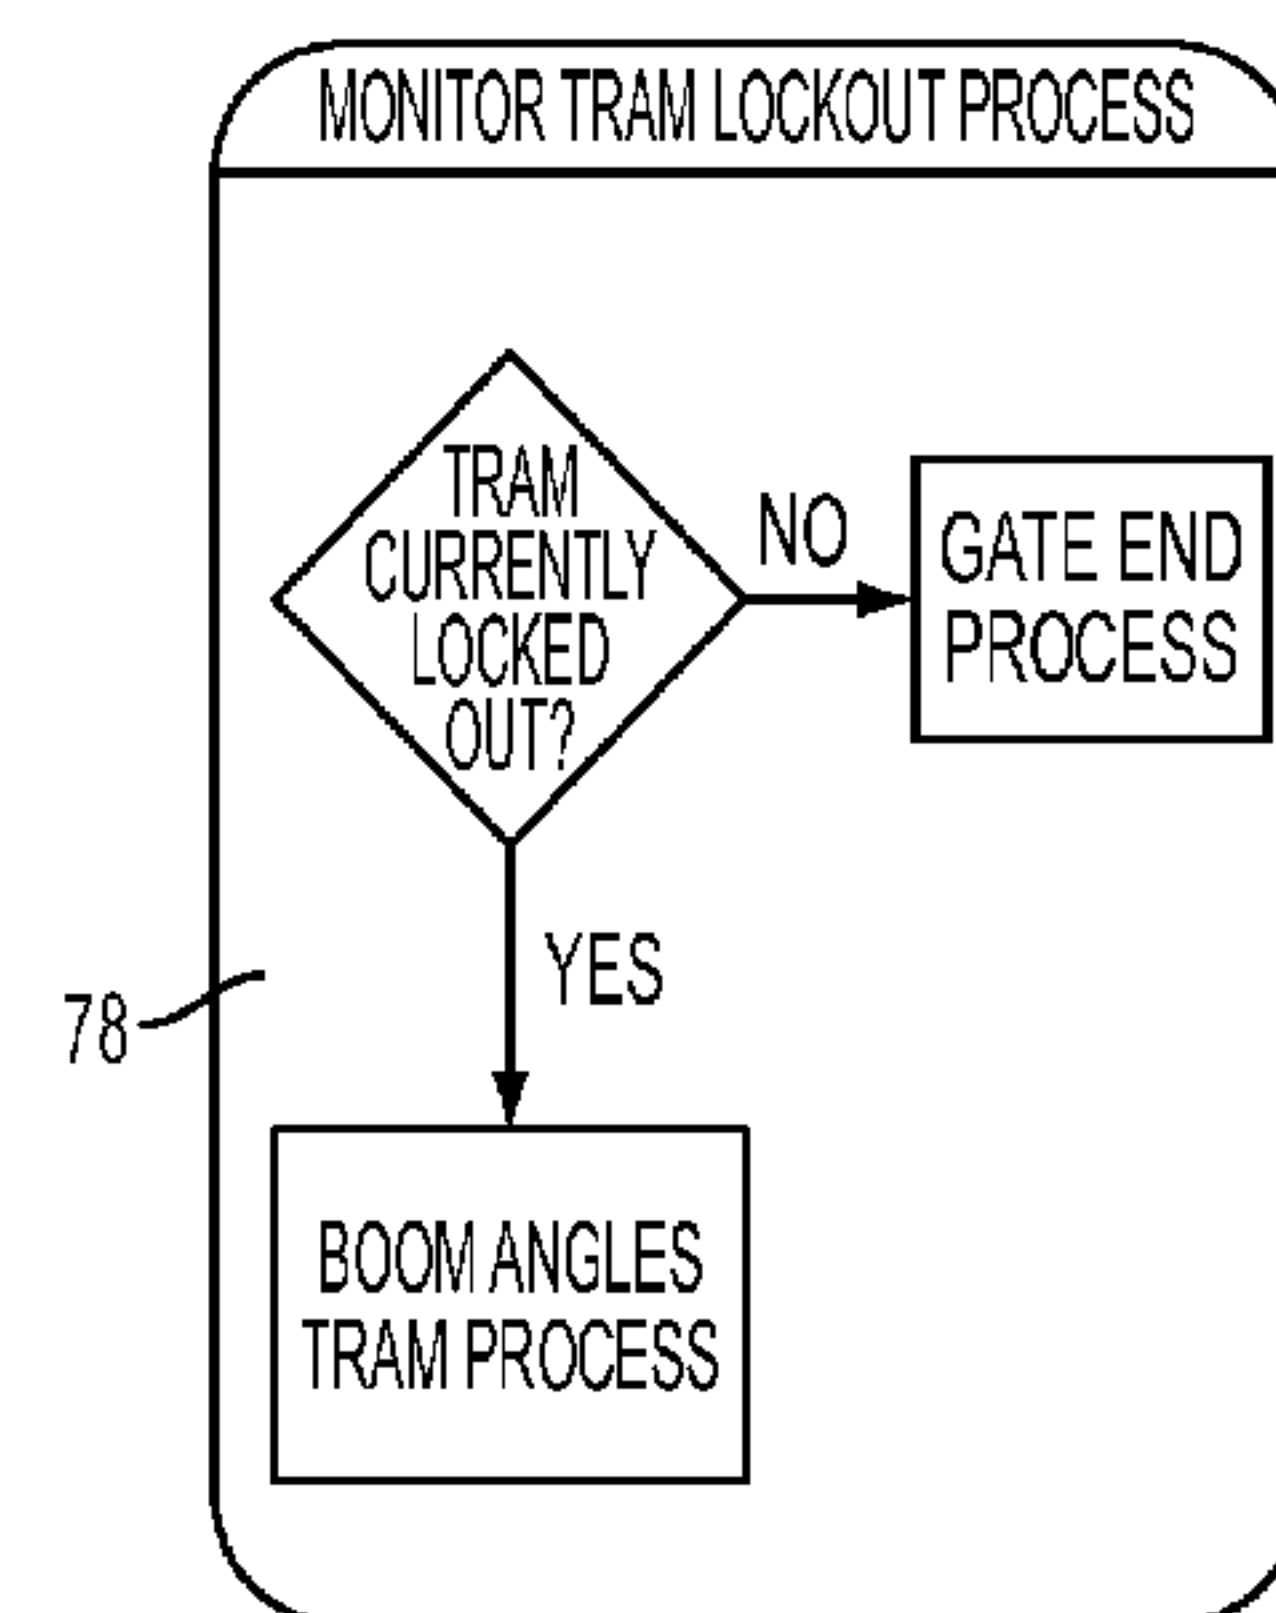 MONITOR TRAM LOCKOUT PROCESS
TRAM
CURRENTLY
LOCKED
OUT?
NO
GATE END
PROCESS
YES
78
BOOM ANGLES
TRAM PROCESS